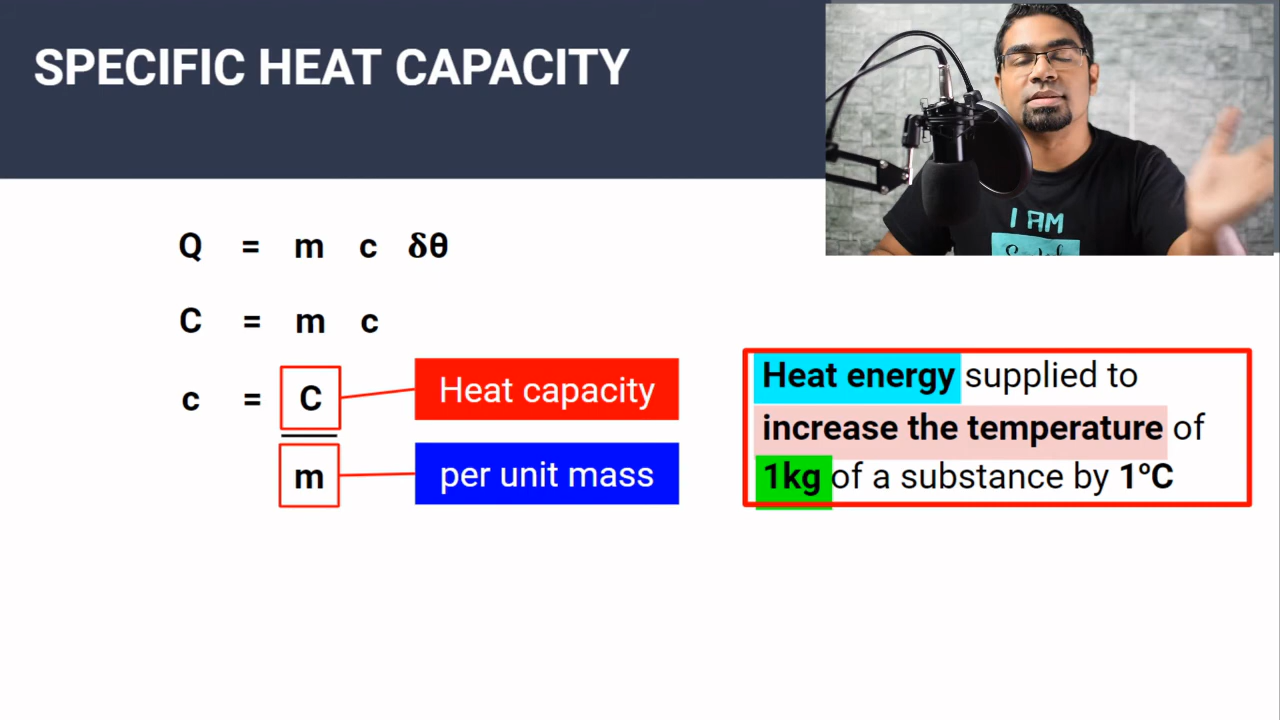 SPECIFIC HEAT CAPACITY
I AM
Q = m c δθ
C = m c
c = C
m
Heat capacity
per unit mass
Heat energy supplied to
increase the temperature of
1kg of a substance by 1ºC